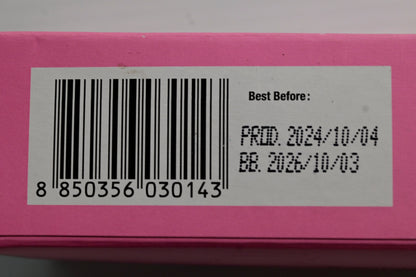 Best Before:
PROD. 2024/10/04
BB. 2026/10/03
8 850356 030143